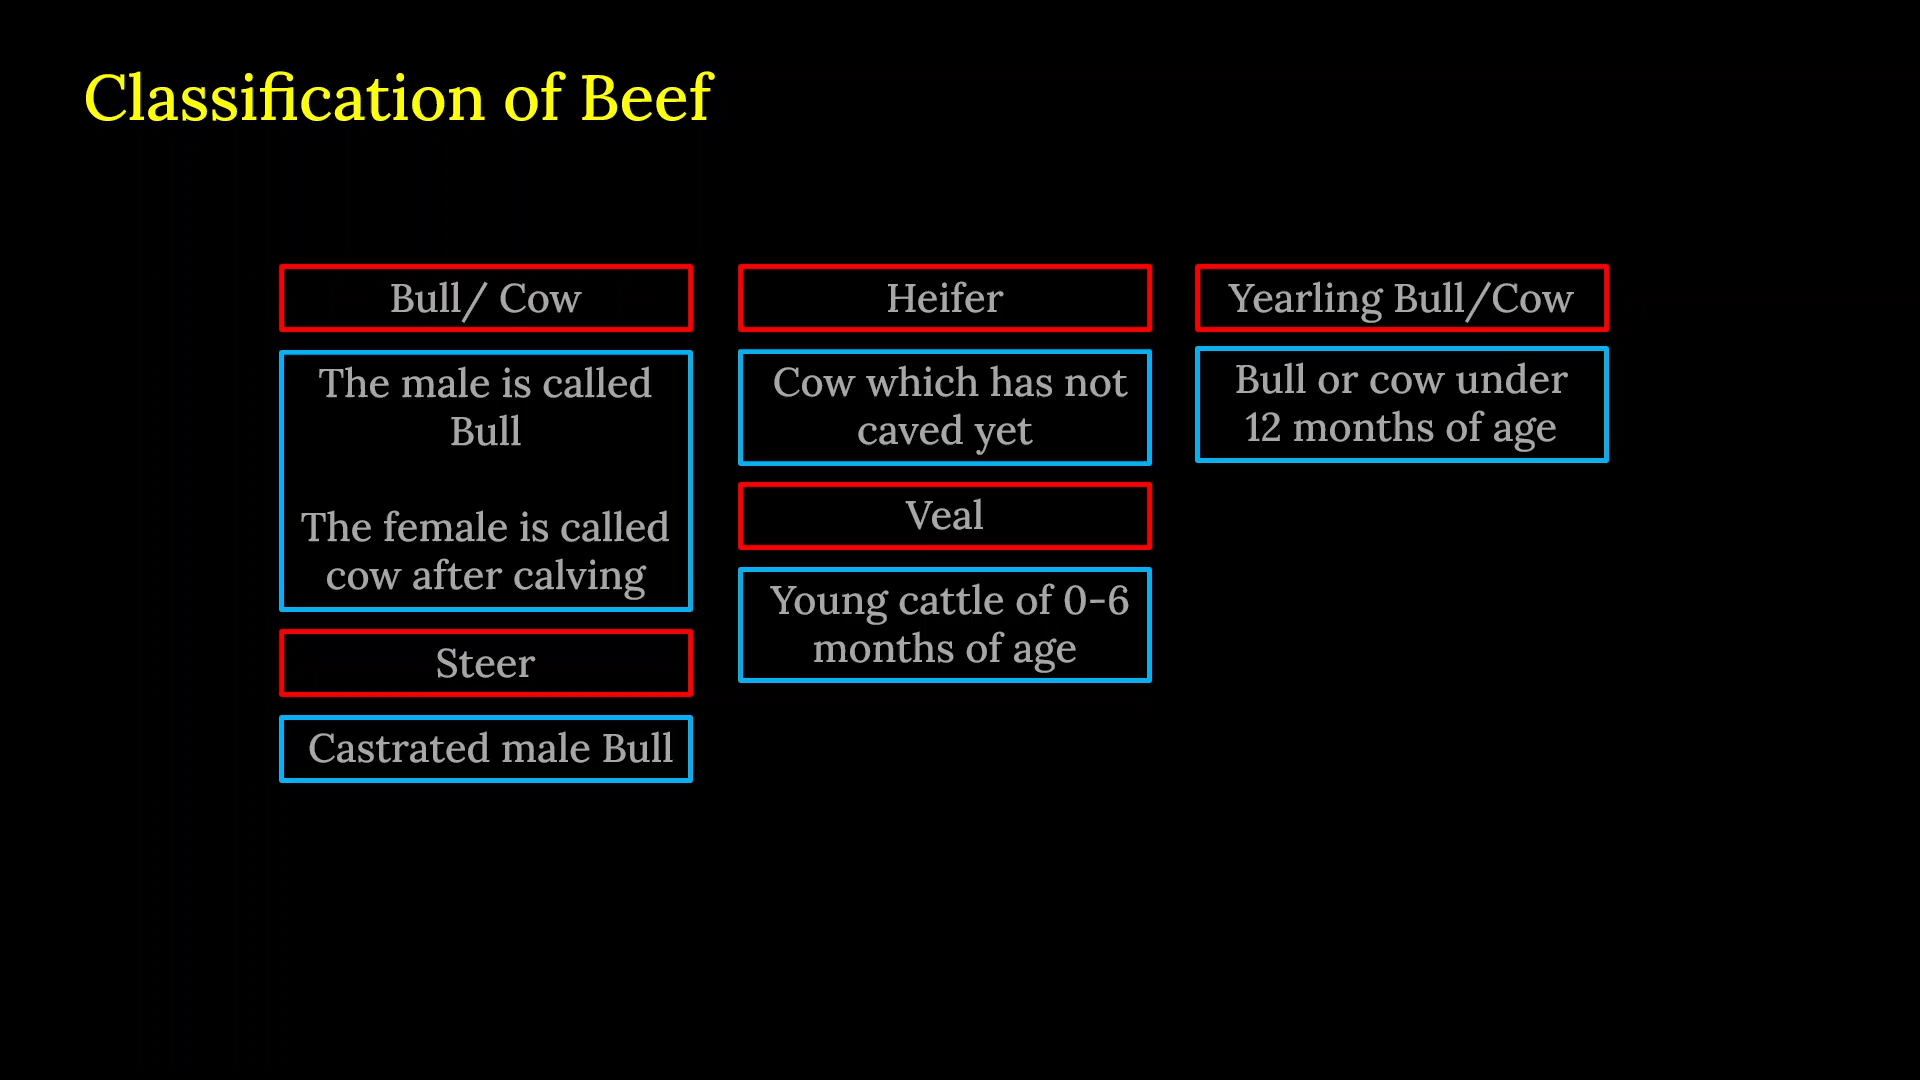 Classification of Beef
Bull/ Cow
The male is called
Bull
The female is called
cow after calving
Steer
Castrated male Bull
Heifer
Cow which has not
caved yet
Veal
Young cattle of 0-6
months of age
Yearling Bull/Cow
Bull or cow under
12 months of age